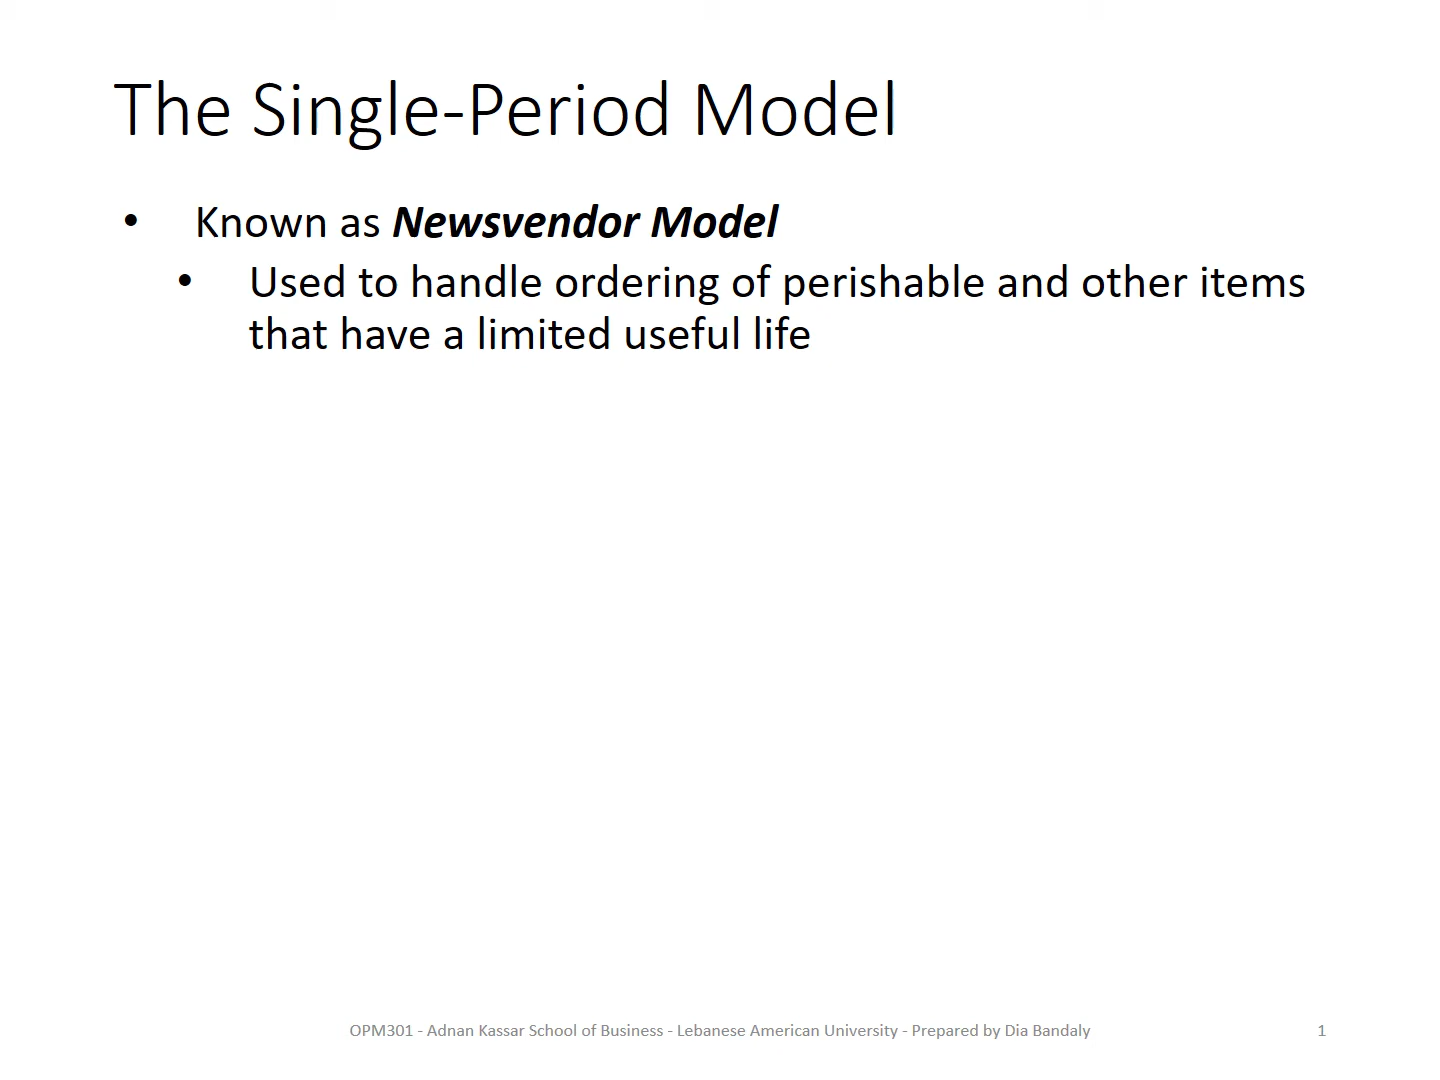 The Single-Period Model
• Known as Newsvendor Model
• Used to handle ordering of perishable and other items
that have a limited useful life
OPM301 - Adnan Kassar School of Business - Lebanese American University - Prepared by Dia Bandaly
1